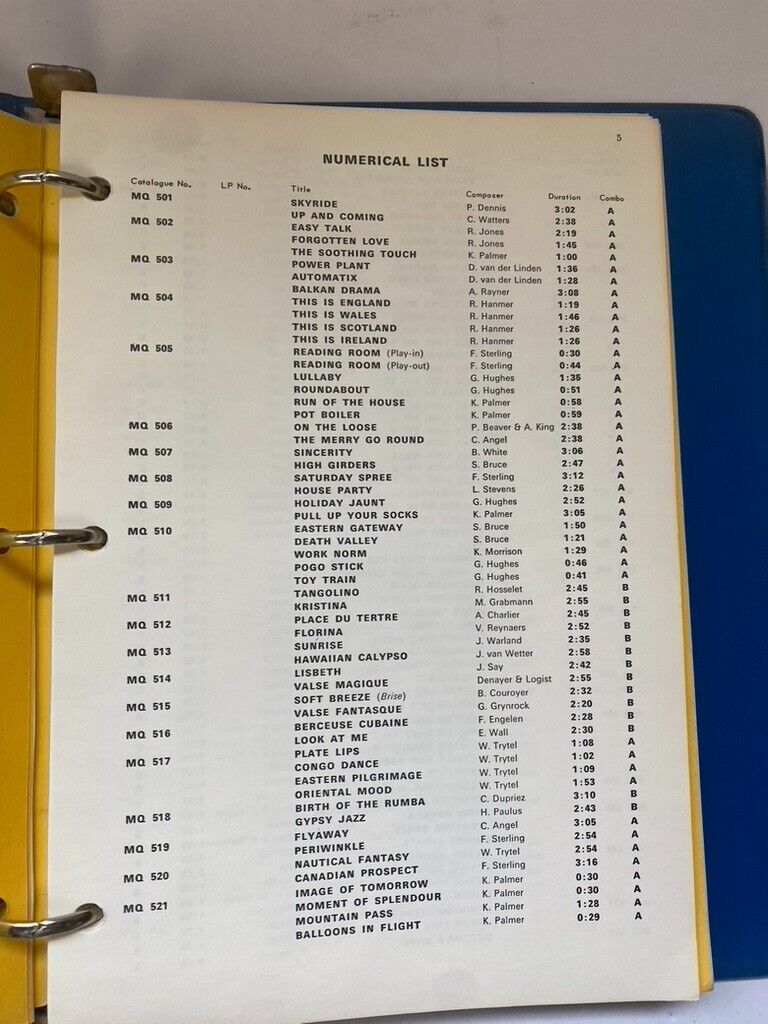 5
NUMERICAL LIST
Catalogue No. LP No. Title Composer Duration Combo
MQ 501 SKYRIDE P. Dennis 3:02 A
UP AND COMING C. Watters 2:38 A
MQ 502 EASY TALK R. Jones 2:19 A
FORGOTTEN LOVE R. Jones 1:45 A
THE SOOTHING TOUCH K. Palmer 1:00 A
MQ 503 POWER PLANT D. van der Linden 1:36 A
AUTOMATIX D. van der Linden 1:28 A
BALKAN DRAMA A. Rayner 3:08 A
MQ 504 THIS IS ENGLAND R. Hanmer 1:19 A
THIS IS WALES R. Hanmer 1:46 A
THIS IS SCOTLAND R. Hanmer 1:26 A
THIS IS IRELAND R. Hanmer 1:26 A
MQ 505 READING ROOM (Play-in) F. Sterling 0:30 A
READING ROOM (Play-out) F. Sterling 0:44 A
LULLABY G. Hughes 1:35 A
ROUNDABOUT G. Hughes 0:51 A
RUN OF THE HOUSE K. Palmer 0:58 A
POT BOILER K. Palmer 0:59 A
MQ 506 ON THE LOOSE P. Beaver & A. King 2:38 A
THE MERRY GO ROUND C. Angel 2:38 A
MQ 507 SINCERITY B. White 3:06 A
HIGH GIRDERS S. Bruce 2:47 A
MQ 508 SATURDAY SPREE F. Sterling 3:12 A
HOUSE PARTY L. Stevens 2:26 A
MQ 509 HOLIDAY JAUNT G. Hughes 2:52 A
PULL UP YOUR SOCKS K. Palmer 3:05 A
MQ 510 EASTERN GATEWAY S. Bruce 1:50 A
DEATH VALLEY S. Bruce 1:21 A
WORK NORM K. Morrison 1:29 A
POGO STICK G. Hughes 0:46 A
TOY TRAIN G. Hughes 0:41 A
MQ 511 TANGOLINO R. Hosselet 2:45 B
KRISTINA M. Grabmann 2:55 B
MQ 512 PLACE DU TERTRE A. Charlier 2:45 B
FLORINA V. Reynaers 2:52 B
MQ 513 SUNRISE J. Warland 2:35 B
HAWAIIAN CALYPSO J. van Wetter 2:58 B
MQ 514 LISBETH J. Say 2:42 B
VALSE MAGIQUE Denayer & Logist 2:55 B
MQ 515 SOFT BREEZE (Brise) B. Couroyer 2:32 B
VALSE FANTASQUE G. Grynrock 2:20 B
MQ 516 BERCEUSE CUBAINE F. Engelen 2:28 B
LOOK AT ME E. Wall 2:30 B
MQ 517 PLATE LIPS W. Trytel 1:08 A
CONGO DANCE W. Trytel 1:02 A
EASTERN PILGRIMAGE W. Trytel 1:09 A
ORIENTAL MOOD W. Trytel 1:53 A
MQ 518 BIRTH OF THE RUMBA C. Dupriez 3:10 B
GYPSY JAZZ H. Paulus 2:43 B
MQ 519 FLYAWAY C. Angel 3:05 A
PERIWINKLE F. Sterling 2:54 A
MQ 520 NAUTICAL FANTASY W. Trytel 2:54 A
CANADIAN PROSPECT F. Sterling 3:16 A
MQ 521 IMAGE OF TOMORROW K. Palmer 0:30 A
MOMENT OF SPLENDOUR K. Palmer 0:30 A
MOUNTAIN PASS K. Palmer 1:28 A
BALLOONS IN FLIGHT K. Palmer 0:29 A